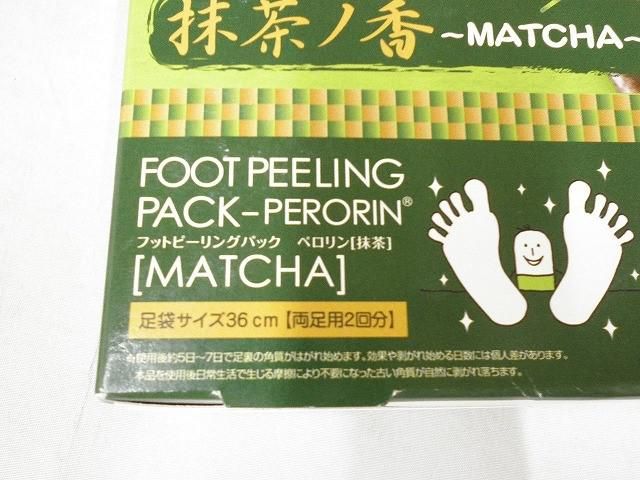 抹茶ノ香 ~MATCHA~
FOOT PEELING
PACK-PERORIN®
フットピーリングパック ペロリン[抹茶]
[MATCHA]
足袋サイズ36cm【両足用2回分】
※使用後約5日～7日で足裏の角質がはがれ始めます。効果や剥がれ始める日数には個人差があります。
本品を使用後日常生活で生じる摩擦により不要になった古い角質が自然に剥がれ落ちます。